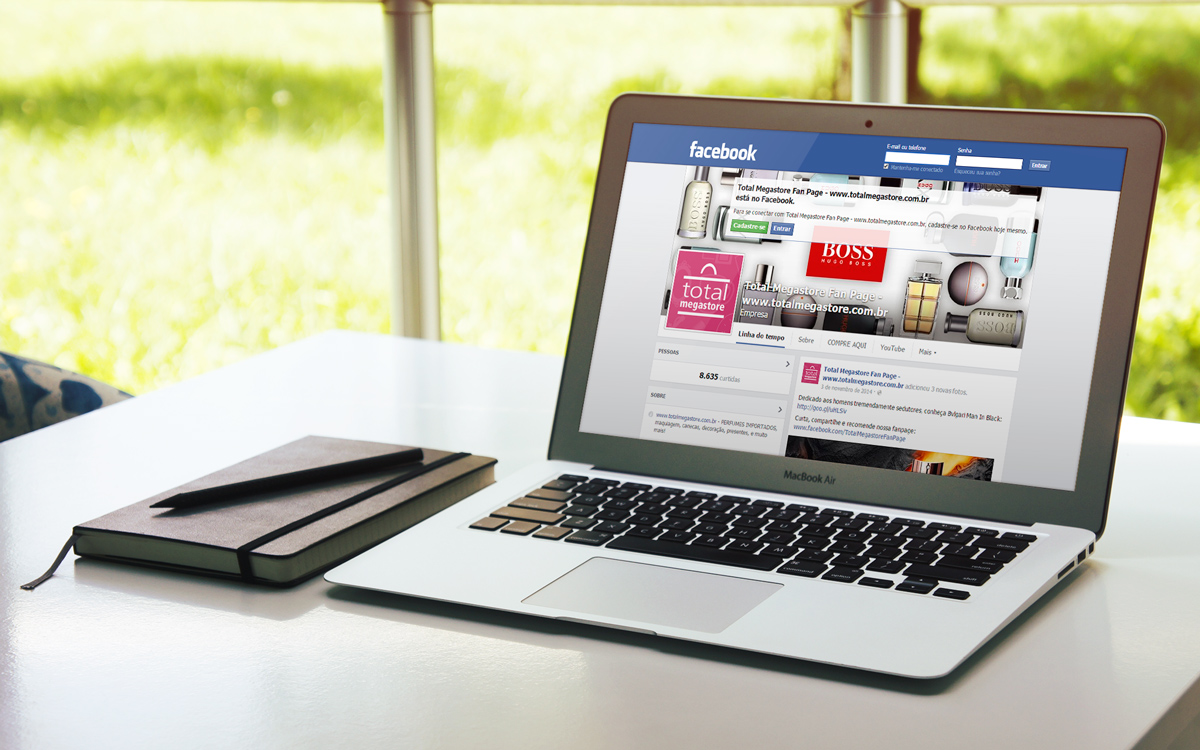 facebook
E-mail ou telefone
Senha
Entrar
Mantenha-me conectado
Esqueceu sua senha?
Total Megastore Fan Page - www.totalmegastore.com.br
está no Facebook.
Para se conectar com Total Megastore Fan Page - www.totalmegastore.com.br, cadastre-se no Facebook hoje mesmo.
Cadastre-se
Entrar
BOSS
BOSS
HUGO BOSS
total
megastore
Total Megastore Fan Page -
www.totalmegastore.com.br
Empresa
BOSS
Linha do tempo
Sobre
COMPRE AQUI
YouTube
Mais
PESSOAS
8.635 curtidas
SOBRE
www.totalmegastore.com.br - PERFUMES IMPORTADOS,
maquiagem, canecas, decoração, presentes, e muito
mais!
total
Total Megastore Fan Page -
www.totalmegastore.com.br adicionou 3 novas fotos.
3 de novembro de 2014
Dedicada aos homens tremendamente sedutores, conheça Bvlgari Man In Black:
Curta, compartilhe e recomende nossa fanpage:
www.facebook.com/TotalMegastoreFanPage
MacBook Air